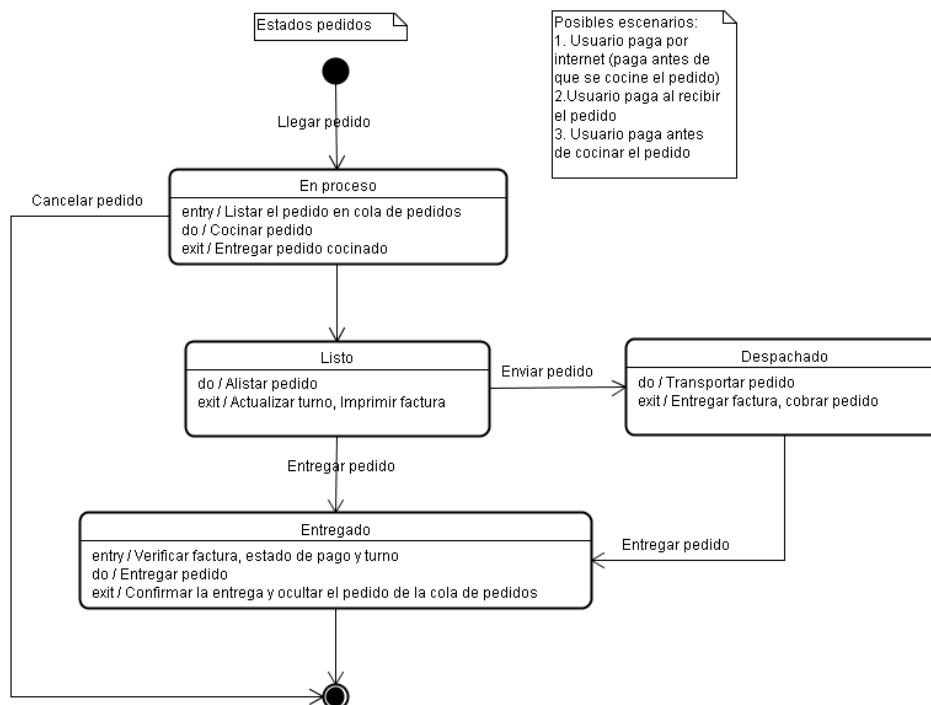 Estados pedidos
Posibles escenarios:
1. Usuario paga por
internet (paga antes de
que se cocine el pedido)
2.Usuario paga al recibir
el pedido
3. Usuario paga antes
de cocinar el pedido
Llegar pedido
Cancelar pedido
En proceso
entry / Listar el pedido en cola de pedidos
do / Cocinar pedido
exit / Entregar pedido cocinado
Listo
do / Alistar pedido
exit / Actualizar turno, Imprimir factura
Enviar pedido
Despachado
do / Transportar pedido
exit / Entregar factura, cobrar pedido
Entregar pedido
Entregar pedido
Entregado
entry / Verificar factura, estado de pago y turno
do / Entregar pedido
exit / Confirmar la entrega y ocultar el pedido de la cola de pedidos